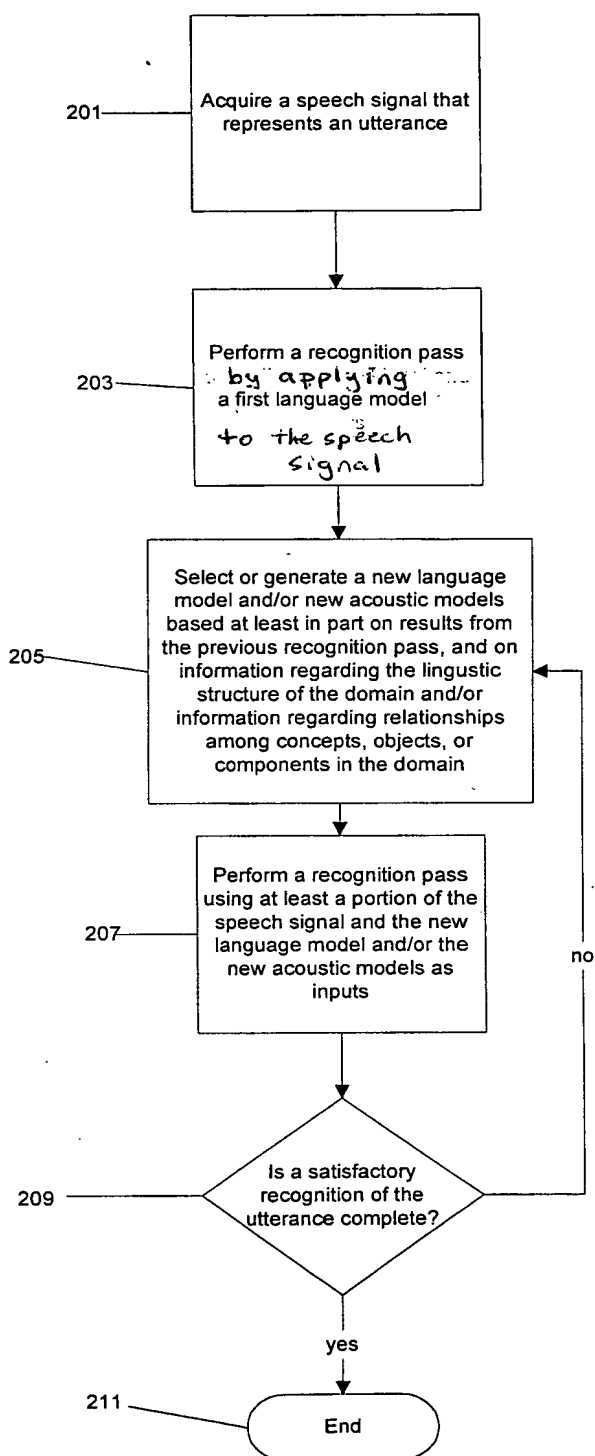 201
Acquire a speech signal that
represents an utterance
203
Perform a recognition pass
by applying
a first language model
to the speech
signal
205
Select or generate a new language
model and/or new acoustic models
based at least in part on results from
the previous recognition pass, and on
information regarding the lingustic
structure of the domain and/or
information regarding relationships
among concepts, objects, or
components in the domain
207
Perform a recognition pass
using at least a portion of the
speech signal and the new
language model and/or the
new acoustic models as
inputs
no
209
Is a satisfactory
recognition of the
utterance complete?
yes
211
End